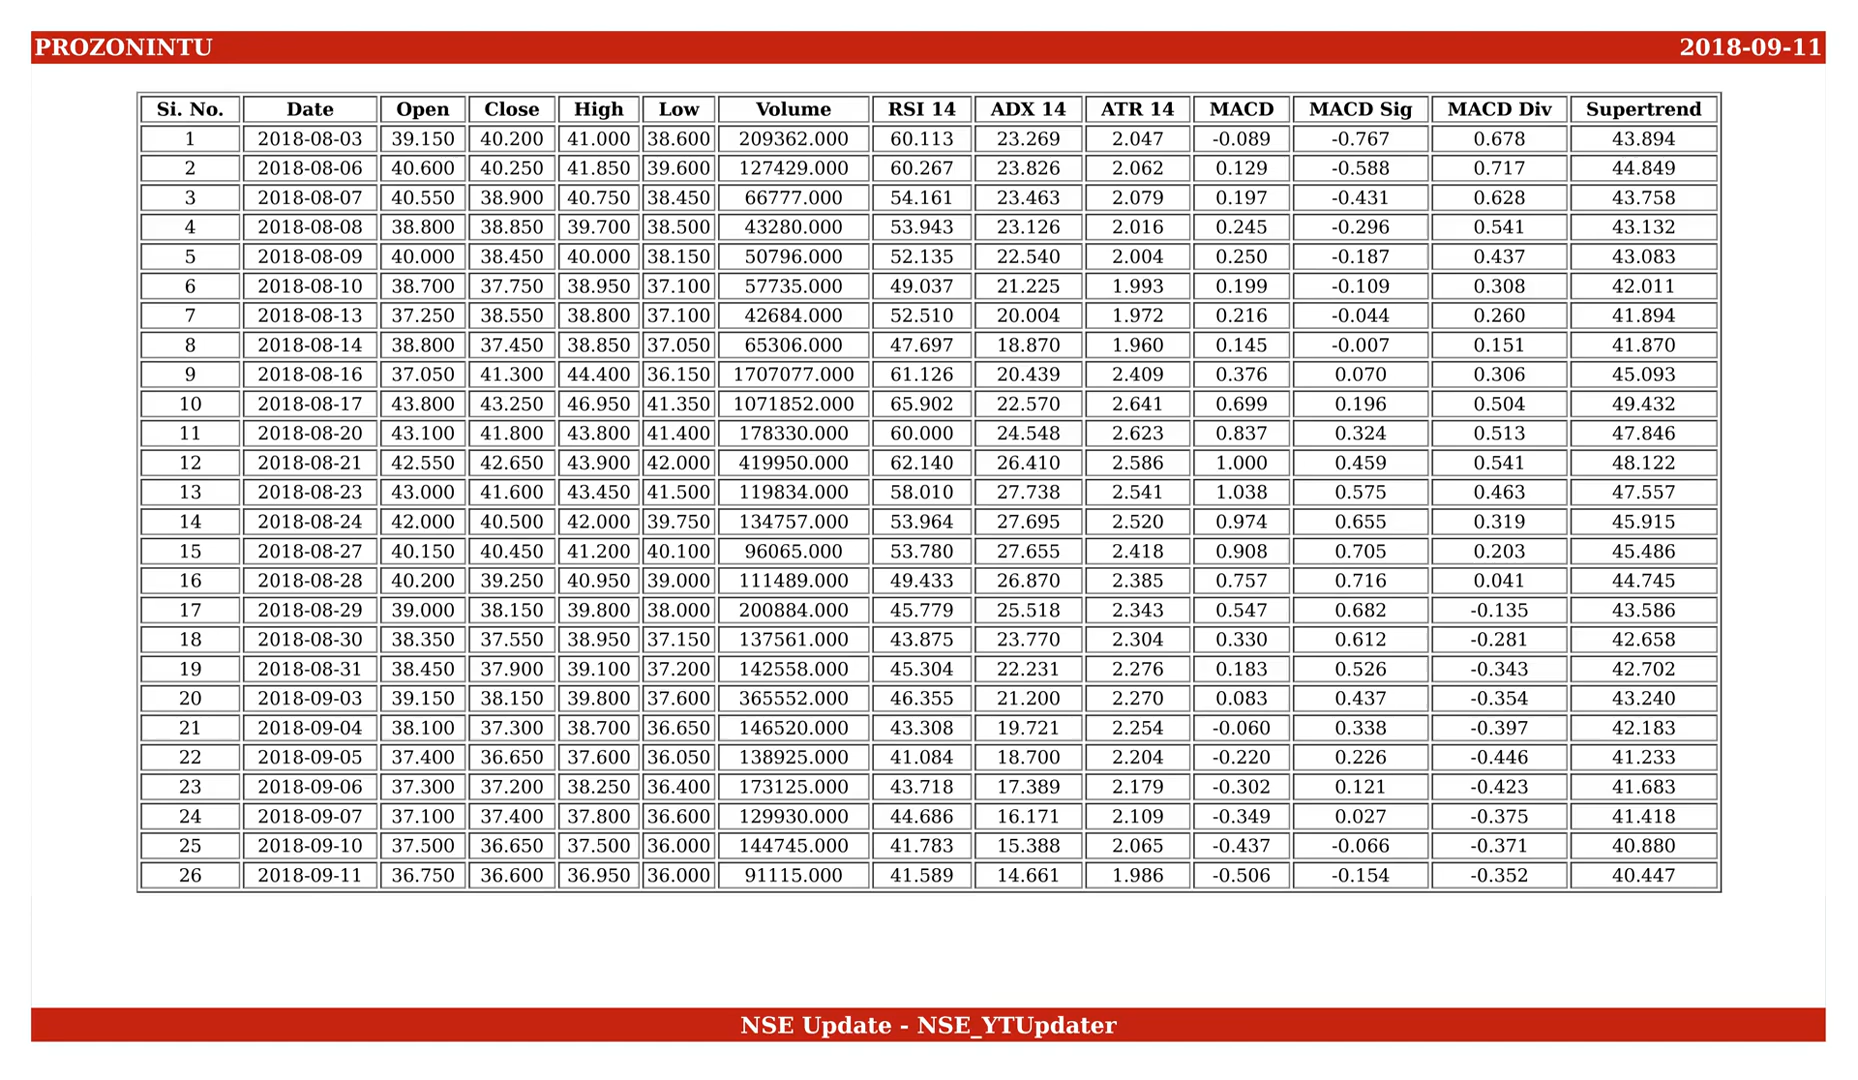 PROZONINTU 2018-09-11
Si. No. Date Open Close High Low Volume RSI 14 ADX 14 ATR 14 MACD MACD Sig MACD Div Supertrend
1 2018-08-03 39.150 40.200 41.000 38.600 209362.000 60.113 23.269 2.047 -0.089 -0.767 0.678 43.894
2 2018-08-06 40.600 40.250 41.850 39.600 127429.000 60.267 23.826 2.062 0.129 -0.588 0.717 44.849
3 2018-08-07 40.550 38.900 40.750 38.450 66777.000 54.161 23.463 2.079 0.197 -0.431 0.628 43.758
4 2018-08-08 38.800 38.850 39.700 38.500 43280.000 53.943 23.126 2.016 0.245 -0.296 0.541 43.132
5 2018-08-09 40.000 38.450 40.000 38.150 50796.000 52.135 22.540 2.004 0.250 -0.187 0.437 43.083
6 2018-08-10 38.700 37.750 38.950 37.100 57735.000 49.037 21.225 1.993 0.199 -0.109 0.308 42.011
7 2018-08-13 37.250 38.550 38.800 37.100 42684.000 52.510 20.004 1.972 0.216 -0.044 0.260 41.894
8 2018-08-14 38.800 37.450 38.850 37.050 65306.000 47.697 18.870 1.960 0.145 -0.007 0.151 41.870
9 2018-08-16 37.050 41.300 44.400 36.150 1707077.000 61.126 20.439 2.409 0.376 0.070 0.306 45.093
10 2018-08-17 43.800 43.250 46.950 41.350 1071852.000 65.902 22.570 2.641 0.699 0.196 0.504 49.432
11 2018-08-20 43.100 41.800 43.800 41.400 178330.000 60.000 24.548 2.623 0.837 0.324 0.513 47.846
12 2018-08-21 42.550 42.650 43.900 42.000 419950.000 62.140 26.410 2.586 1.000 0.459 0.541 48.122
13 2018-08-23 43.000 41.600 43.450 41.500 119834.000 58.010 27.738 2.541 1.038 0.575 0.463 47.557
14 2018-08-24 42.000 40.500 42.000 39.750 134757.000 53.964 27.695 2.520 0.974 0.655 0.319 45.915
15 2018-08-27 40.150 40.450 41.200 40.100 96065.000 53.780 27.655 2.418 0.908 0.705 0.203 45.486
16 2018-08-28 40.200 39.250 40.950 39.000 111489.000 49.433 26.870 2.385 0.757 0.716 0.041 44.745
17 2018-08-29 39.000 38.150 39.800 38.000 200884.000 45.779 25.518 2.343 0.547 0.682 -0.135 43.586
18 2018-08-30 38.350 37.550 38.950 37.150 137561.000 43.875 23.770 2.304 0.330 0.612 -0.281 42.658
19 2018-08-31 38.450 37.900 39.100 37.200 142558.000 45.304 22.231 2.276 0.183 0.526 -0.343 42.702
20 2018-09-03 39.150 38.150 39.800 37.600 365552.000 46.355 21.200 2.270 0.083 0.437 -0.354 43.240
21 2018-09-04 38.100 37.300 38.700 36.650 146520.000 43.308 19.721 2.254 -0.060 0.338 -0.397 42.183
22 2018-09-05 37.400 36.650 37.600 36.050 138925.000 41.084 18.700 2.204 -0.220 0.226 -0.446 41.233
23 2018-09-06 37.300 37.200 38.250 36.400 173125.000 43.718 17.389 2.179 -0.302 0.121 -0.423 41.683
24 2018-09-07 37.100 37.400 37.800 36.600 129930.000 44.686 16.171 2.109 -0.349 0.027 -0.375 41.418
25 2018-09-10 37.500 36.650 37.500 36.000 144745.000 41.783 15.388 2.065 -0.437 -0.066 -0.371 40.880
26 2018-09-11 36.750 36.600 36.950 36.000 91115.000 41.589 14.661 1.986 -0.506 -0.154 -0.352 40.447
NSE Update - NSE_YTUpdater